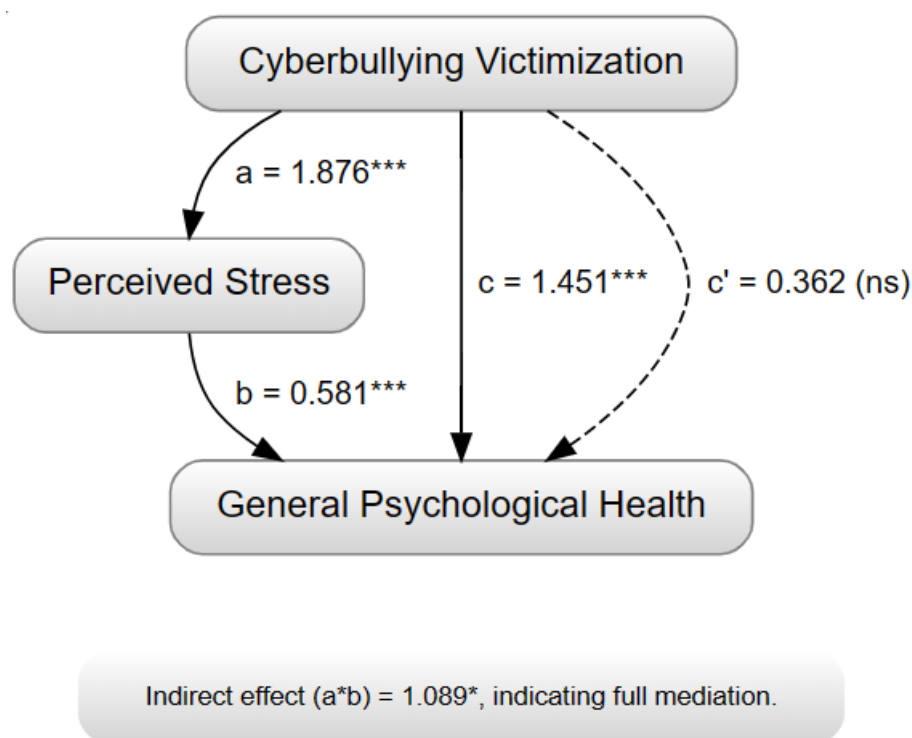 Cyberbullying Victimization
a = 1.876***
Perceived Stress
c = 1.451***
c' = 0.362 (ns)
b = 0.581***
General Psychological Health
Indirect effect (a*b) = 1.089*, indicating full mediation.